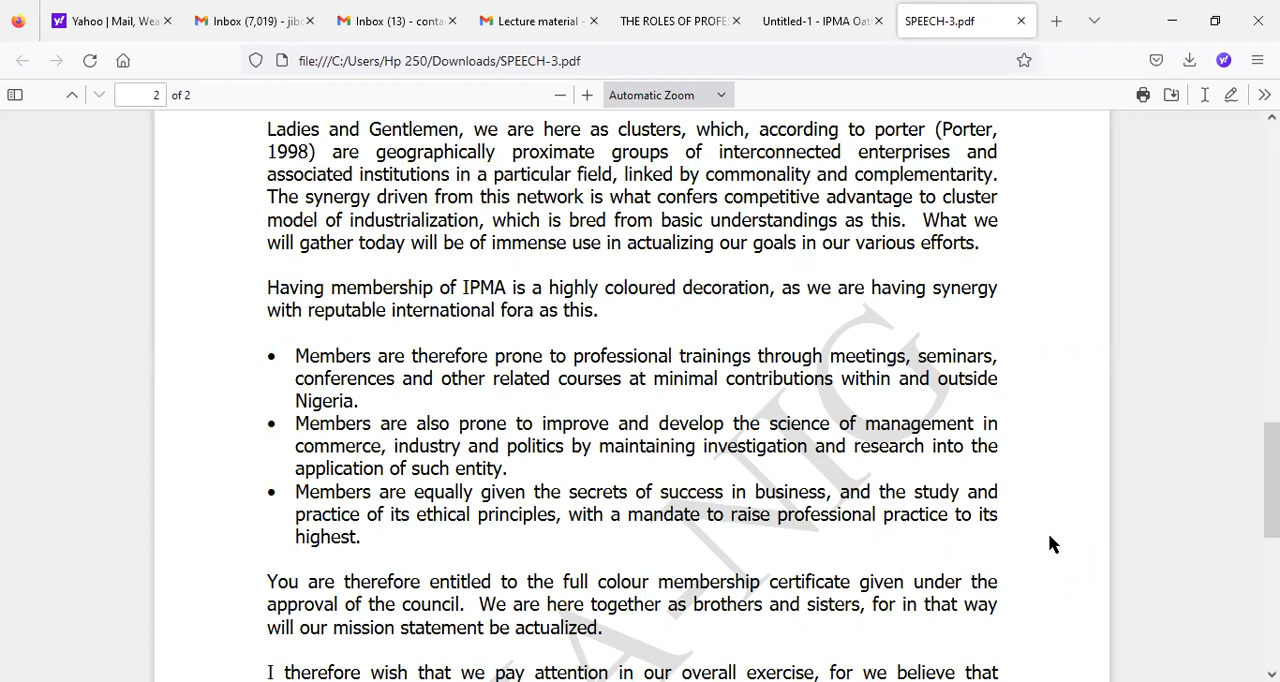 Yahoo | Mail, Wea
Inbox (7,019) - jibo
Inbox (13) - conta
Lecture material -
THE ROLES OF PROFE
Untitled-1 - IPMA Oat
SPEECH-3.pdf
file:///C:/Users/Hp 250/Downloads/SPEECH-3.pdf
2 of 2
Automatic Zoom
Ladies and Gentlemen, we are here as clusters, which, according to porter (Porter,
1998) are geographically proximate groups of interconnected enterprises and
associated institutions in a particular field, linked by commonality and complementarity.
The synergy driven from this network is what confers competitive advantage to cluster
model of industrialization, which is bred from basic understandings as this. What we
will gather today will be of immense use in actualizing our goals in our various efforts.
Having membership of IPMA is a highly coloured decoration, as we are having synergy
with reputable international fora as this.
• Members are therefore prone to professional trainings through meetings, seminars,
conferences and other related courses at minimal contributions within and outside
Nigeria.
• Members are also prone to improve and develop the science of management in
commerce, industry and politics by maintaining investigation and research into the
application of such entity.
• Members are equally given the secrets of success in business, and the study and
practice of its ethical principles, with a mandate to raise professional practice to its
highest.
You are therefore entitled to the full colour membership certificate given under the
approval of the council. We are here together as brothers and sisters, for in that way
will our mission statement be actualized.
I therefore wish that we pay attention in our overall exercise, for we believe that
A-NIG